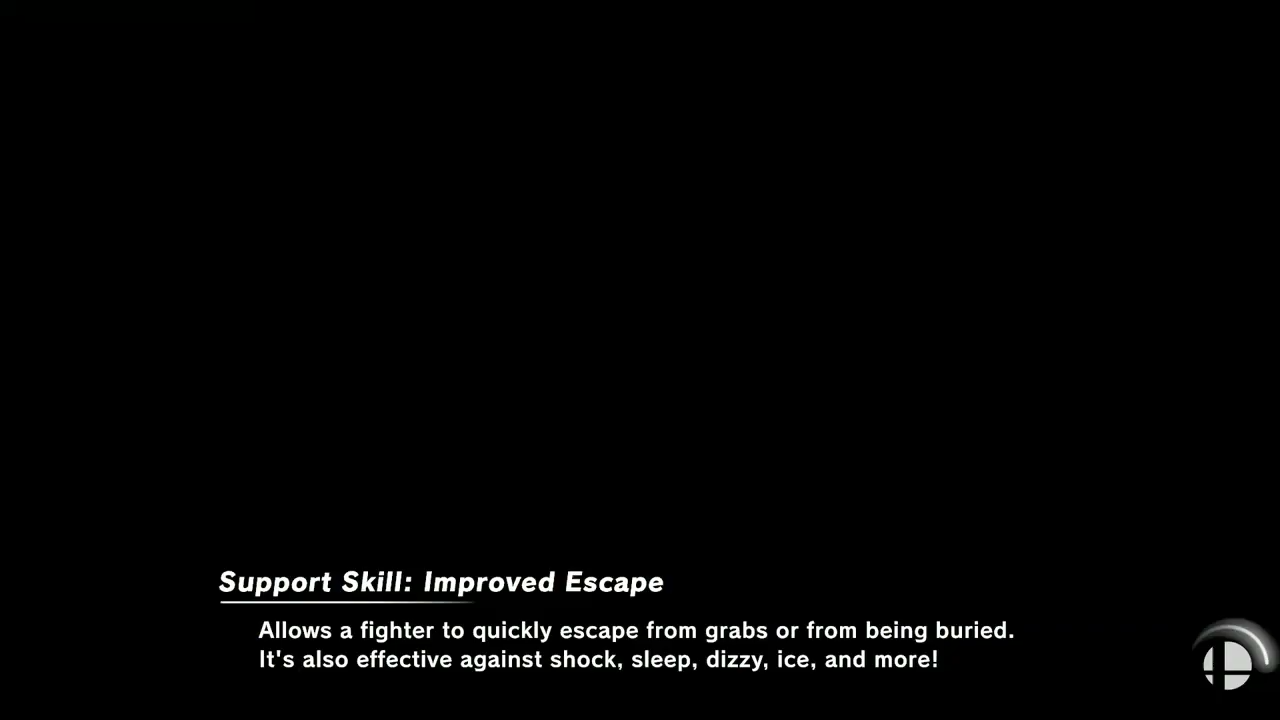 Support Skill: Improved Escape
Allows a fighter to quickly escape from grabs or from being buried.
It's also effective against shock, sleep, dizzy, ice, and more!